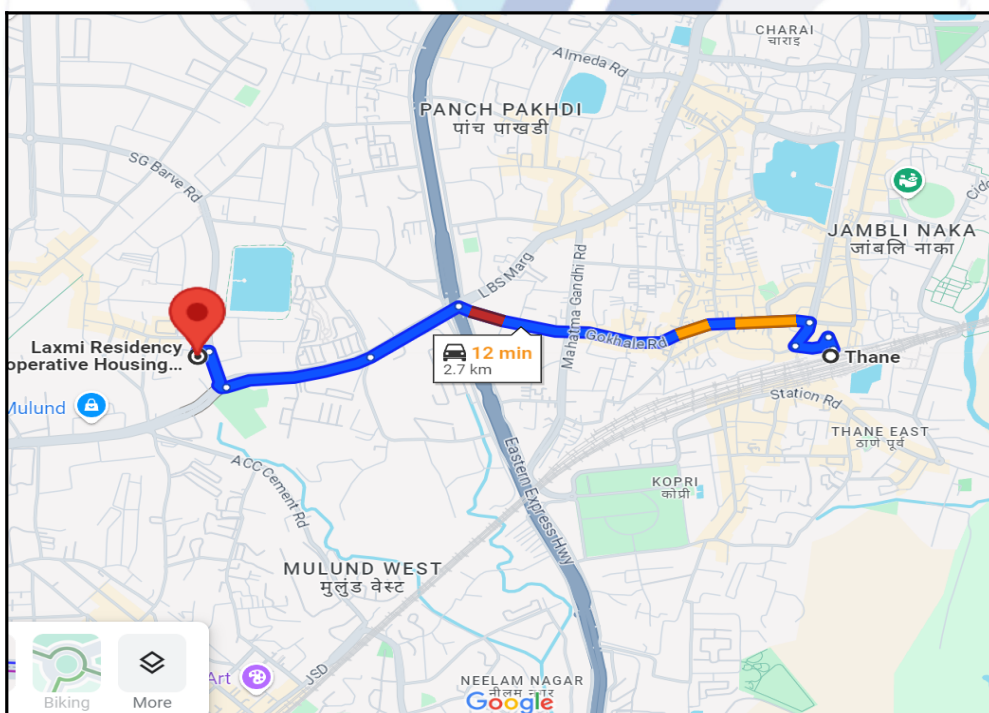 CHARAI
चाराइ
Almeda Rd
PANCH PAKHDI
पांच पाखडी
SG Barve Rd
JAMBLI NAKA
जांबलि नाका
LBS Marg
Mahatma Gandhi Rd
Gokhale Rd
Laxmi Residency
operative Housing...
12 min
2.7 km
Thane
Mulund
Station Rd
THANE EAST
ठाणे पूर्व
Eastern Express Hwy
ACC Cement Rd
KOPRI
कोप्री
MULUND WEST
मुलुंड वेस्ट
Art
JSD
NEELAM NAGAR
Google
Biking
More